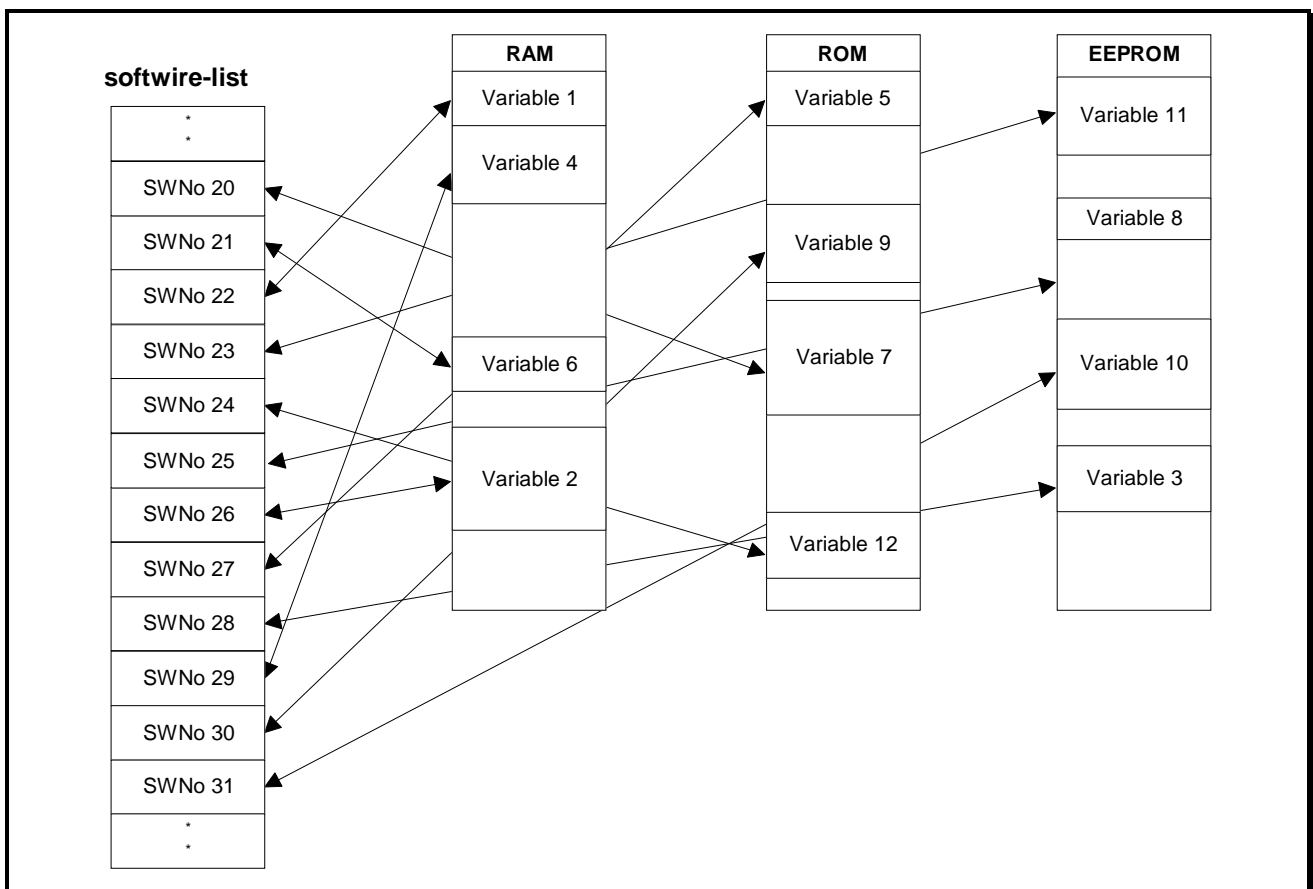 softwire-list
*
*
SWNo 20
SWNo 21
SWNo 22
SWNo 23
SWNo 24
SWNo 25
SWNo 26
SWNo 27
SWNo 28
SWNo 29
SWNo 30
SWNo 31
*
*
RAM
Variable 1
Variable 4
Variable 6
Variable 2
ROM
Variable 5
Variable 9
Variable 7
Variable 12
EEPROM
Variable 11
Variable 8
Variable 10
Variable 3